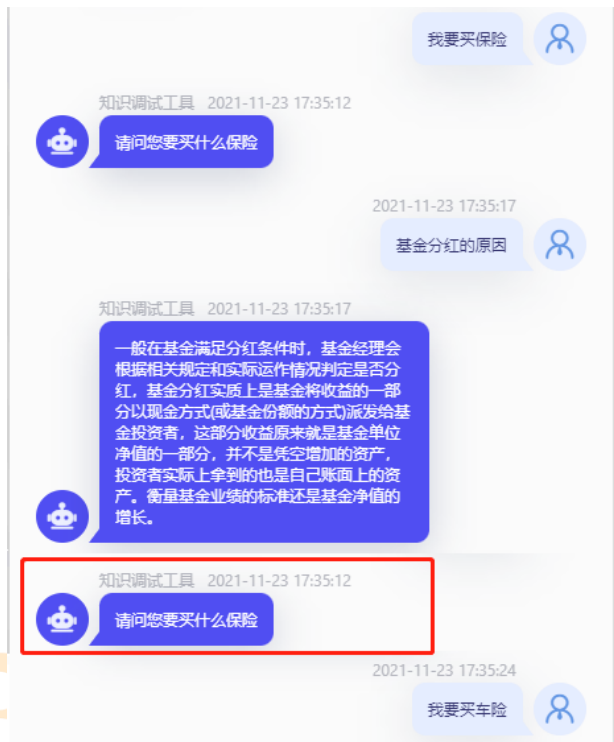 我要买保险
知识调试工具 2021-11-23 17:35:12
请问您要买什么保险
2021-11-23 17:35:17
基金分红的原因
知识调试工具 2021-11-23 17:35:17
一般在基金满足分红条件时，基金经理会
根据相关规定和实际运作情况判定是否分
红，基金分红实质上是基金将收益的一部
分以现金方式(或基金份额的方式)派发给基
金投资者，这部分收益原来就是基金单位
净值的一部分，并不是凭空增加的资产，
投资者实际上拿到的也是自己账面上的资
产。衡量基金业绩的标准还是基金净值的
增长。
知识调试工具 2021-11-23 17:35:12
请问您要买什么保险
2021-11-23 17:35:24
我要买车险